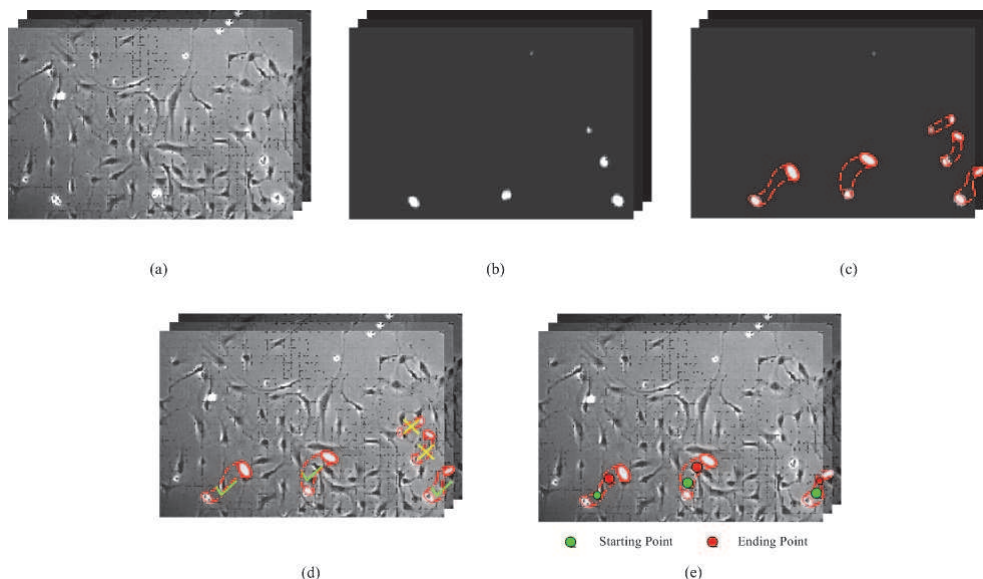 (a)
(b)
(c)
Starting Point
Ending Point
(d)
(e)